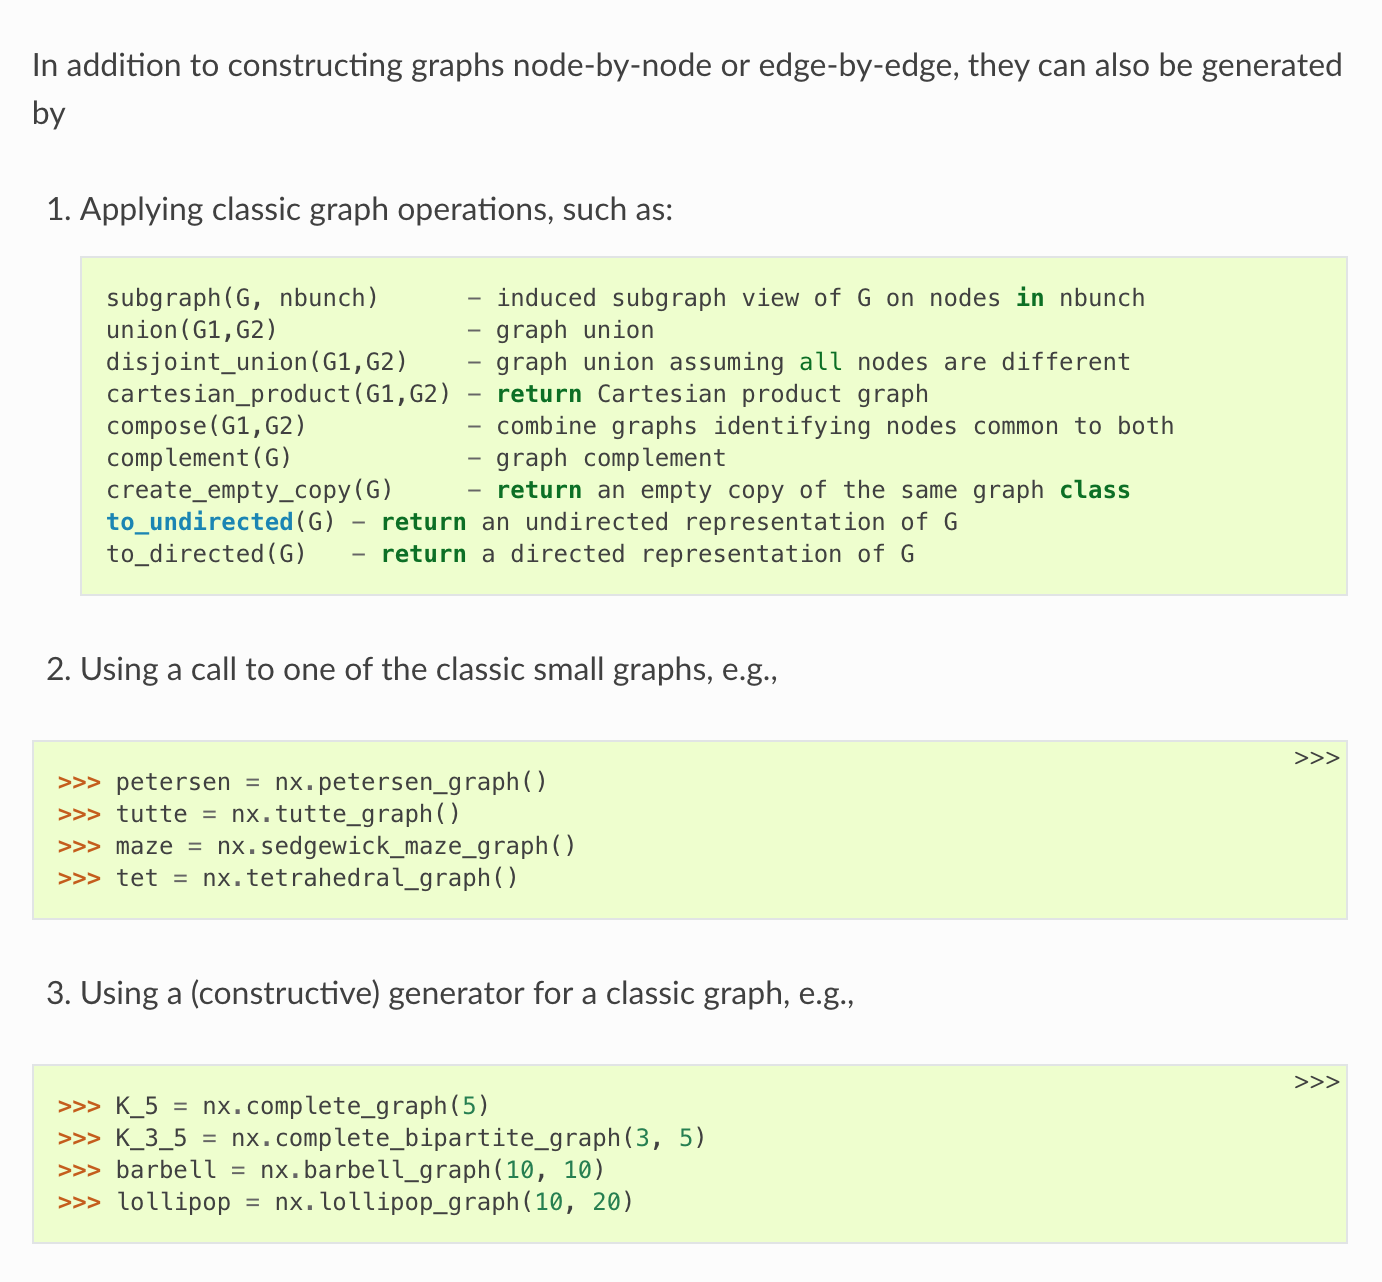 In addition to constructing graphs node-by-node or edge-by-edge, they can also be generated
by
1. Applying classic graph operations, such as:
subgraph(G, nbunch)      - induced subgraph view of G on nodes in nbunch
union(G1,G2)             - graph union
disjoint_union(G1,G2)    - graph union assuming all nodes are different
cartesian_product(G1,G2) - return Cartesian product graph
compose(G1,G2)           - combine graphs identifying nodes common to both
complement(G)            - graph complement
create_empty_copy(G)     - return an empty copy of the same graph class
to_undirected(G) - return an undirected representation of G
to_directed(G)   - return a directed representation of G
2. Using a call to one of the classic small graphs, e.g.,
>>>
>>> petersen = nx.petersen_graph()
>>> tutte = nx.tutte_graph()
>>> maze = nx.sedgewick_maze_graph()
>>> tet = nx.tetrahedral_graph()
3. Using a (constructive) generator for a classic graph, e.g.,
>>>
>>> K_5 = nx.complete_graph(5)
>>> K_3_5 = nx.complete_bipartite_graph(3, 5)
>>> barbell = nx.barbell_graph(10, 10)
>>> lollipop = nx.lollipop_graph(10, 20)